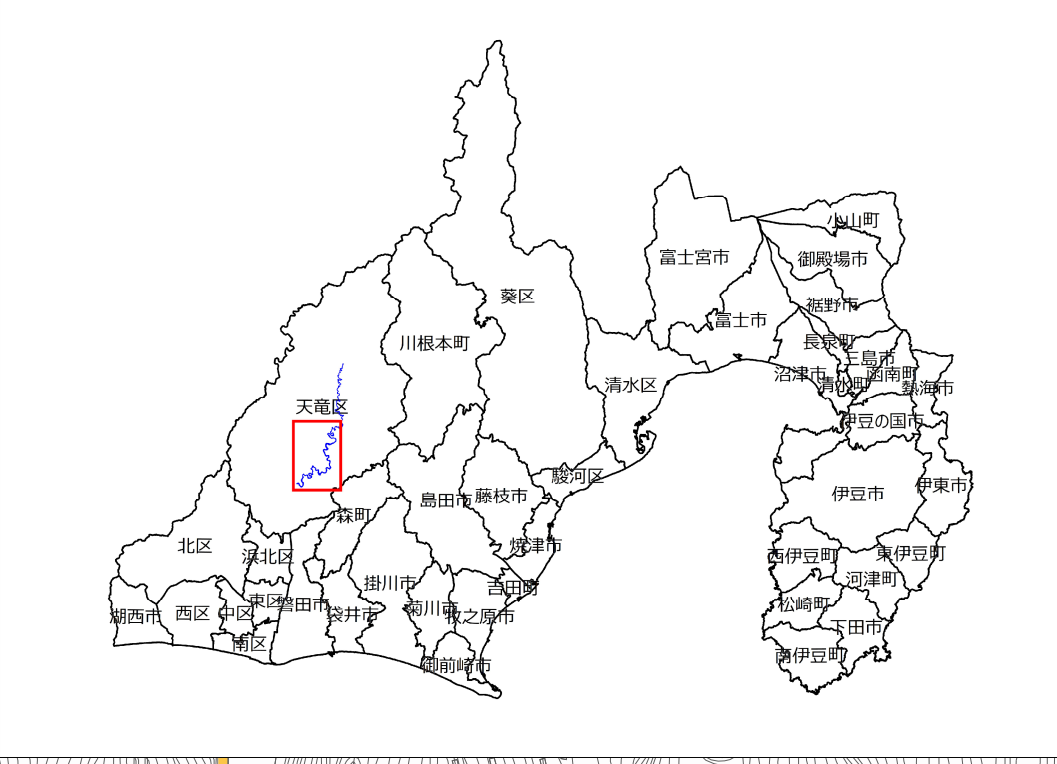 小山町
富士宮市
御殿場市
葵区
裾野市
富士市
川根本町
長泉町
三島市
函南町
沼津市
清水町
熱海市
清水区
天竜区
伊豆の国市
駿河区
伊東市
伊豆市
島田市
藤枝市
森町
北区
浜北区
焼津市
西伊豆町
東伊豆町
掛川市
河津町
吉田町
湖西市
西区
中区
東区
磐田市
袋井市
菊川市
牧之原市
松崎町
下田市
南区
御前崎市
南伊豆町